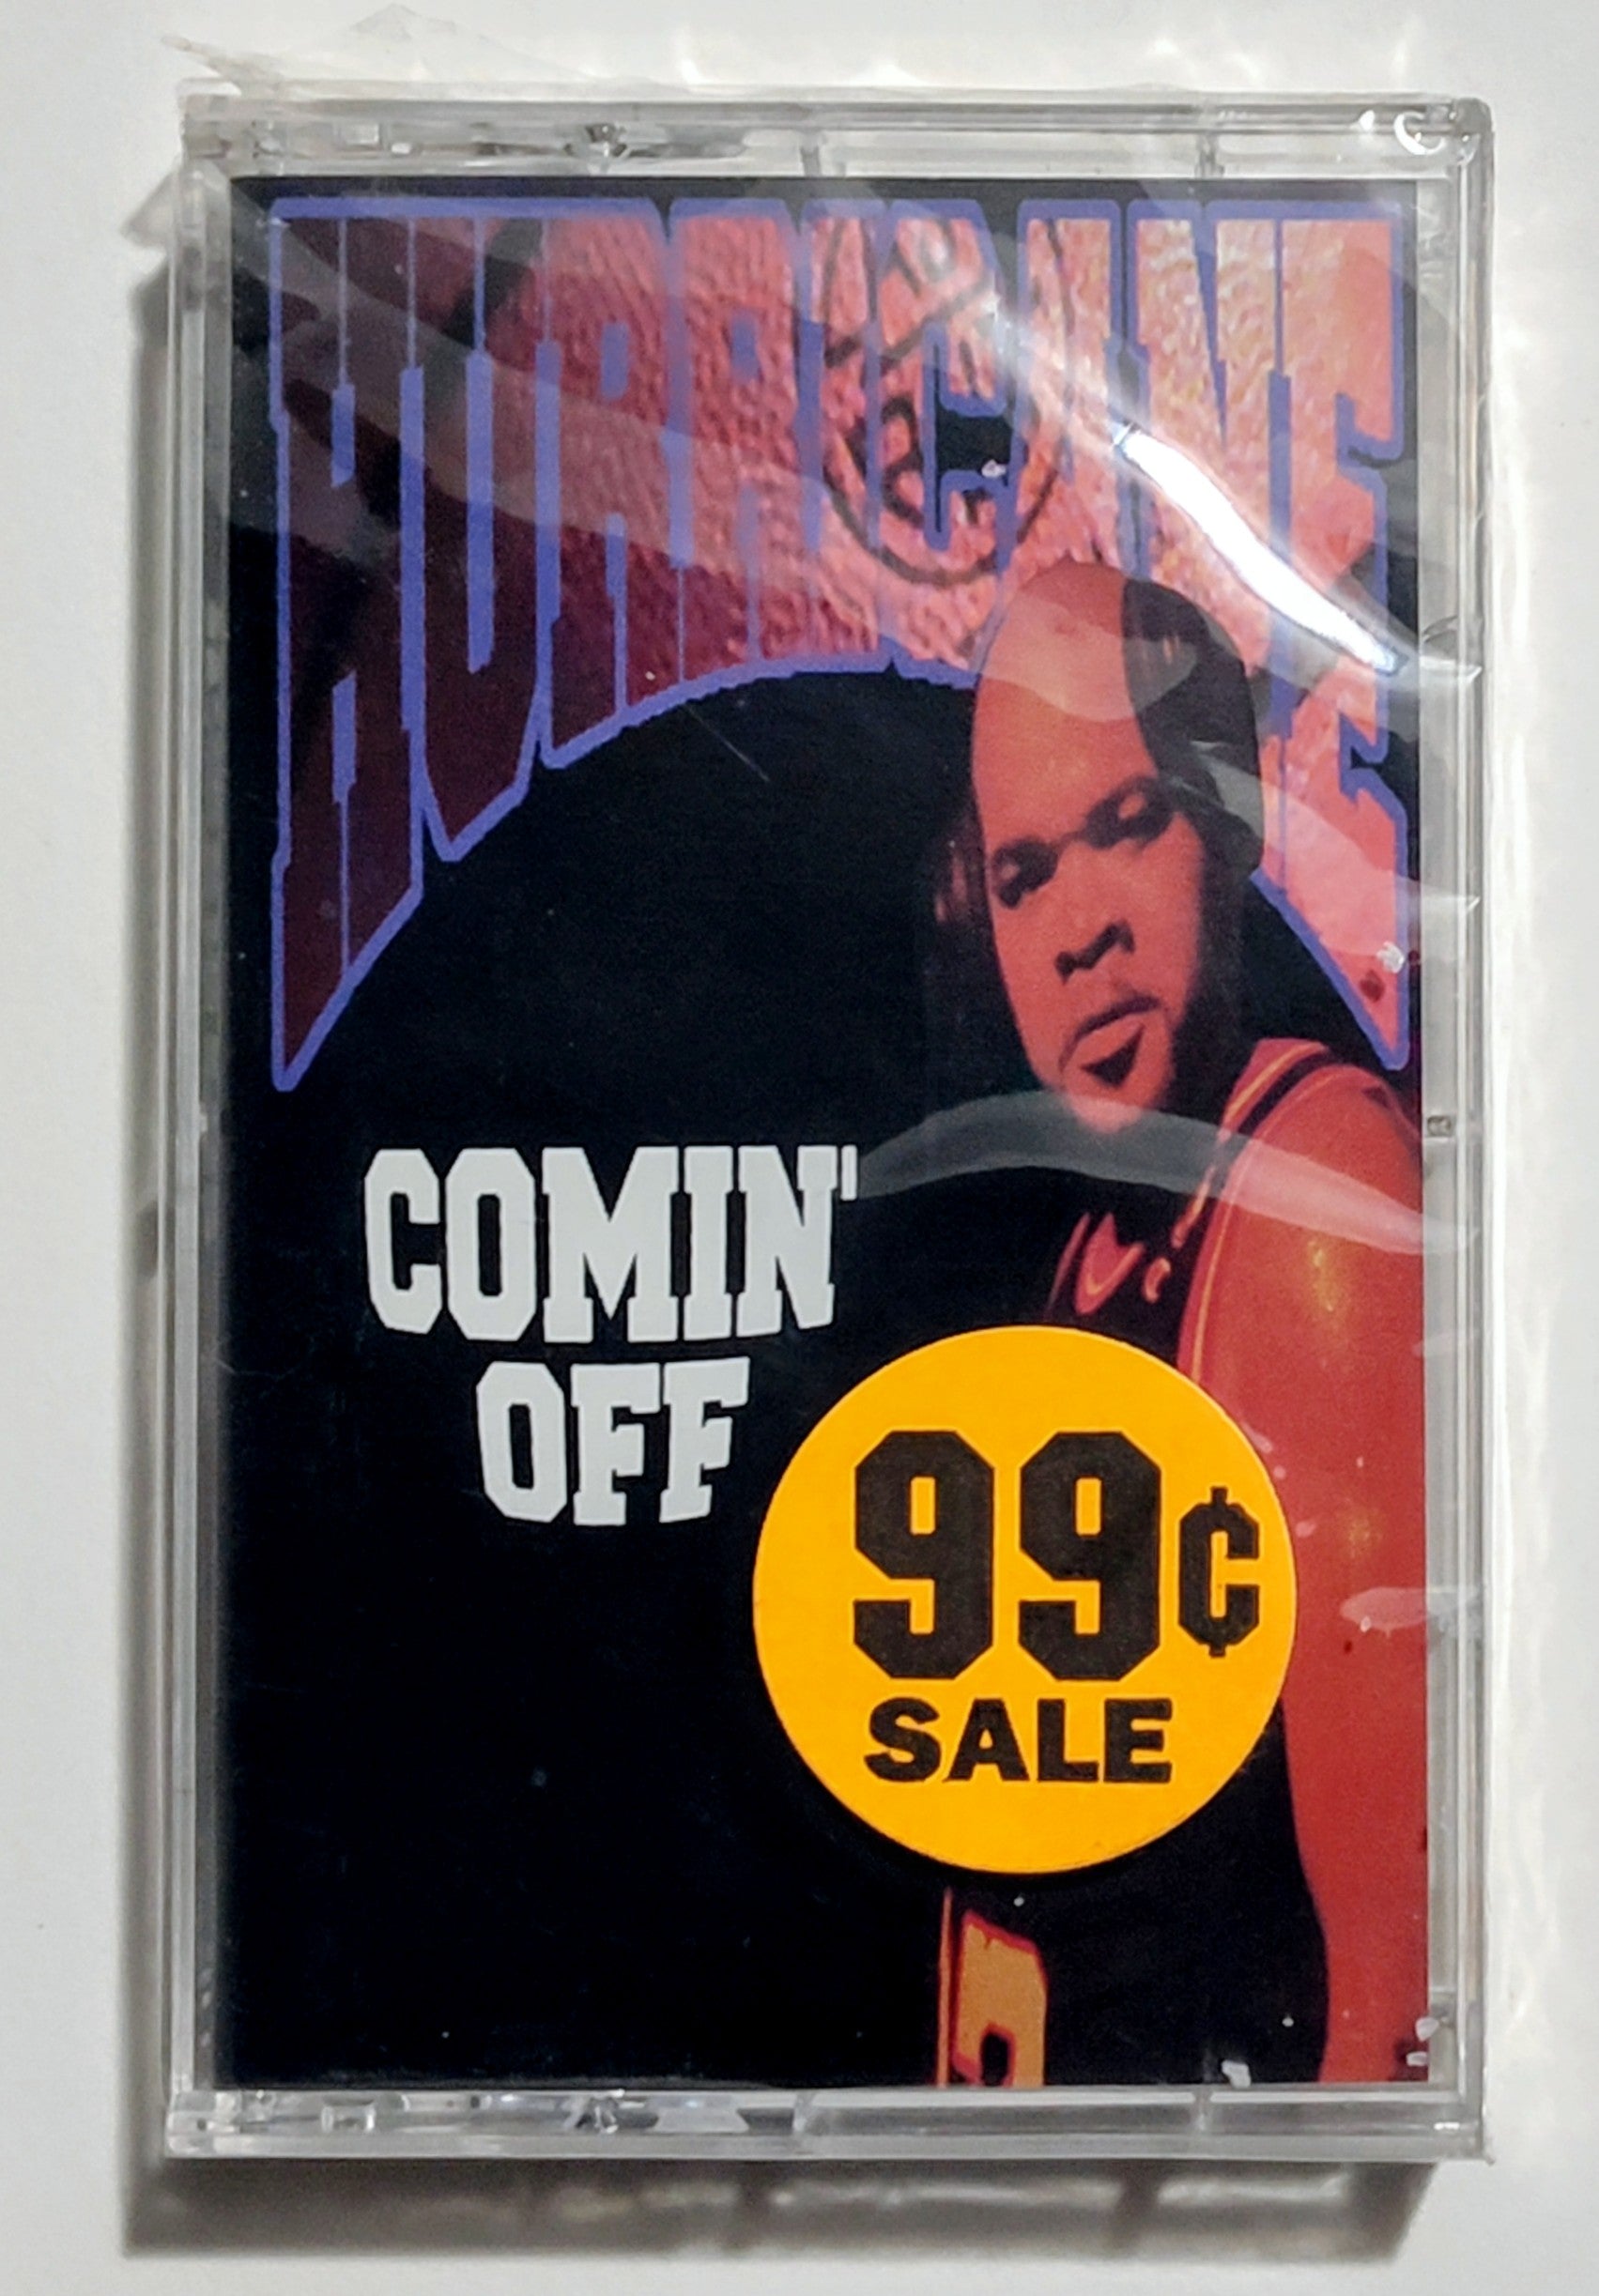 HURRICANE
COMIN'
OFF
99¢
SALE